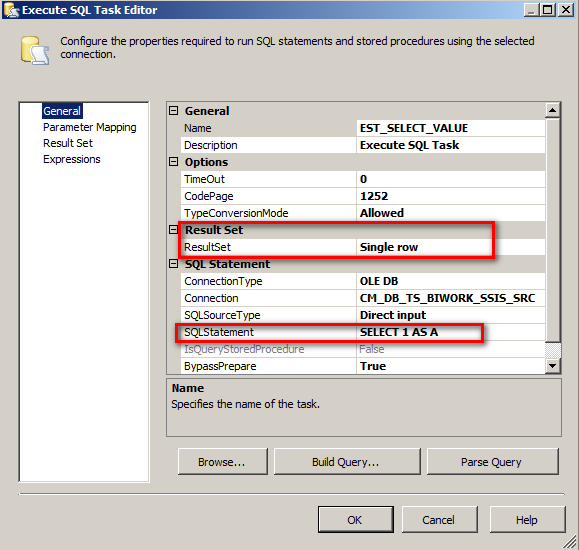 Execute SQL Task Editor
Configure the properties required to run SQL statements and stored procedures using the selected
connection.
General
Parameter Mapping
Result Set
Expressions
General
Name EST_SELECT_VALUE
Description Execute SQL Task
Options
TimeOut 0
CodePage 1252
TypeConversionMode Allowed
Result Set
ResultSet Single row
SQL Statement
ConnectionType OLE DB
Connection CM_DB_TS_BIWORK_SSIS_SRC
SQLSourceType Direct input
SQLStatement SELECT 1 AS A
IsQueryStoredProcedure False
BypassPrepare True
Name
Specifies the name of the task.
Browse... Build Query... Parse Query
OK Cancel Help